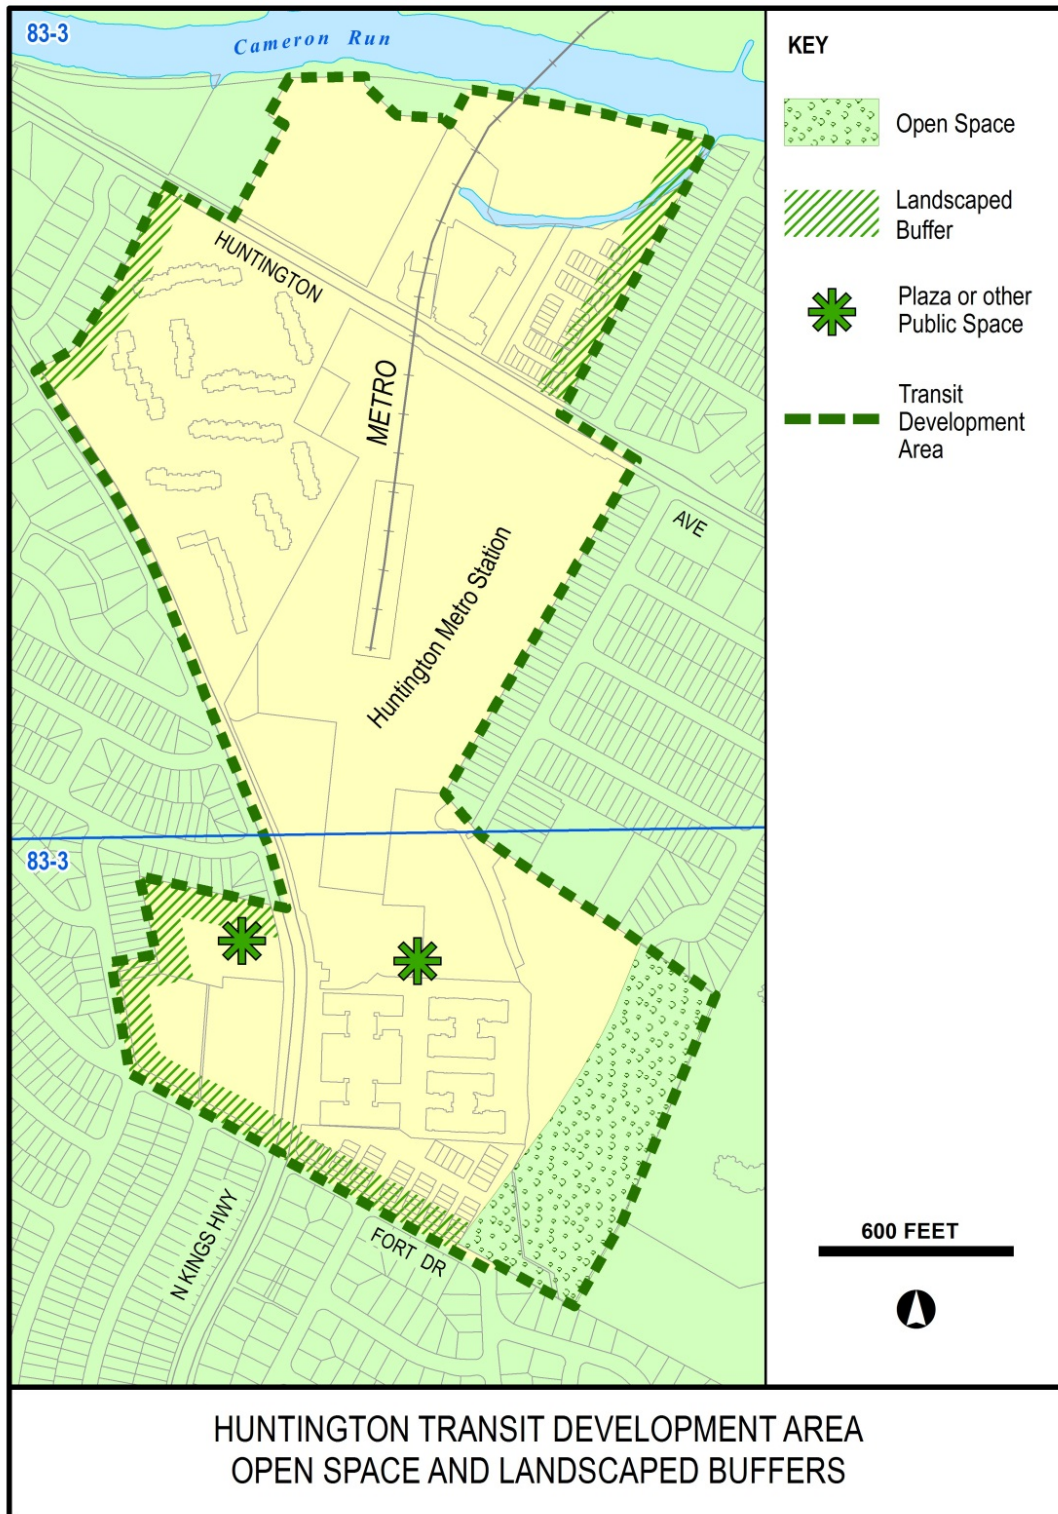 83-3
Cameron Run
HUNTINGTON
METRO
Huntington Metro Station
AVE
83-3
N KINGS HWY
FORT DR
KEY
Open Space
Landscaped
Buffer
Plaza or other
Public Space
Transit
Development
Area
600 FEET
HUNTINGTON TRANSIT DEVELOPMENT AREA
OPEN SPACE AND LANDSCAPED BUFFERS